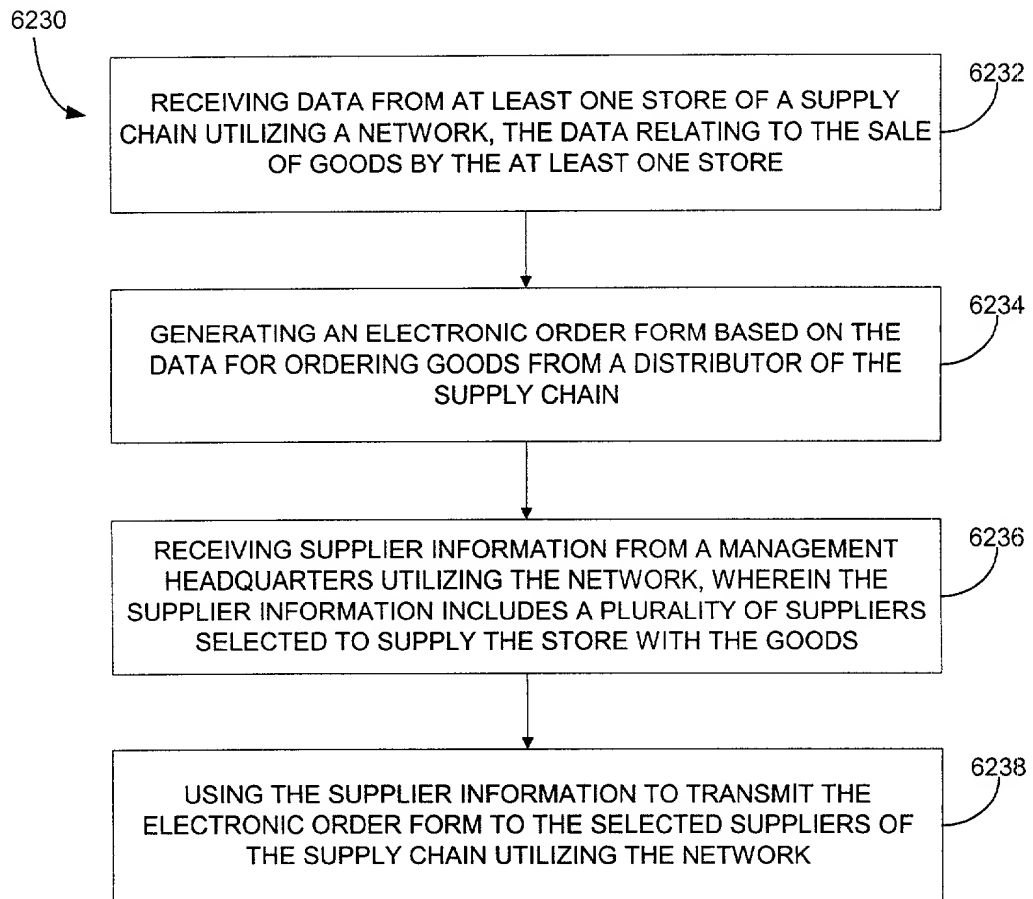 6230
6232
RECEIVING DATA FROM AT LEAST ONE STORE OF A SUPPLY
CHAIN UTILIZING A NETWORK, THE DATA RELATING TO THE SALE
OF GOODS BY THE AT LEAST ONE STORE
6234
GENERATING AN ELECTRONIC ORDER FORM BASED ON THE
DATA FOR ORDERING GOODS FROM A DISTRIBUTOR OF THE
SUPPLY CHAIN
6236
RECEIVING SUPPLIER INFORMATION FROM A MANAGEMENT
HEADQUARTERS UTILIZING THE NETWORK, WHEREIN THE
SUPPLIER INFORMATION INCLUDES A PLURALITY OF SUPPLIERS
SELECTED TO SUPPLY THE STORE WITH THE GOODS
6238
USING THE SUPPLIER INFORMATION TO TRANSMIT THE
ELECTRONIC ORDER FORM TO THE SELECTED SUPPLIERS OF
THE SUPPLY CHAIN UTILIZING THE NETWORK